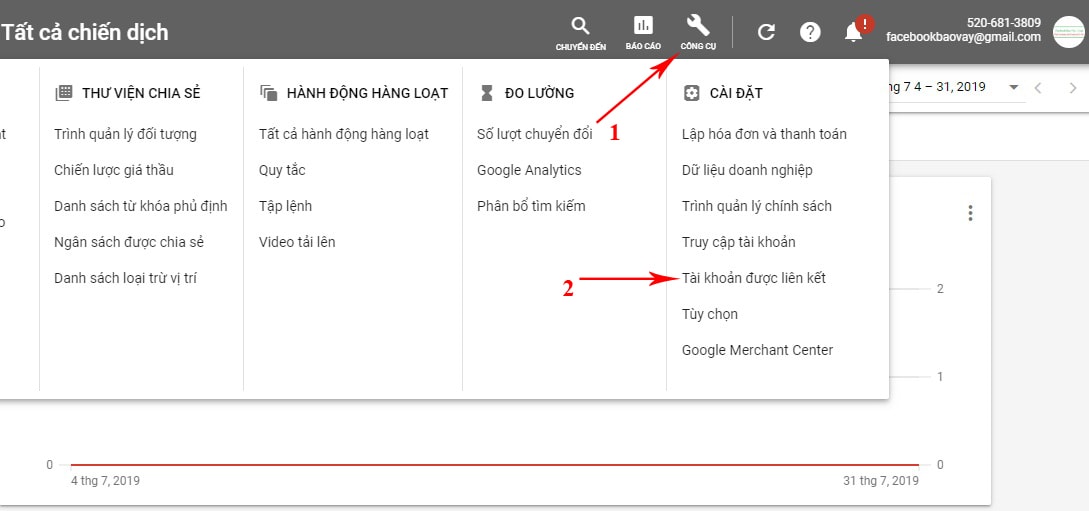 Tất cả chiến dịch
CHUYỂN ĐẾN
BÁO CÁO
CÔNG CỤ
!
520-681-3809
facebookbaovay@gmail.com
THƯ VIỆN CHIA SẺ
Trình quản lý đối tượng
Chiến lược giá thầu
Danh sách từ khóa phủ định
Ngân sách được chia sẻ
Danh sách loại trừ vị trí
HÀNH ĐỘNG HÀNG LOẠT
Tất cả hành động hàng loạt
Quy tắc
Tập lệnh
Video tải lên
ĐO LƯỜNG
Số lượt chuyển đổi
Google Analytics
Phân bổ tìm kiếm
1
CÀI ĐẶT
Lập hóa đơn và thanh toán
Dữ liệu doanh nghiệp
Trình quản lý chính sách
Truy cập tài khoản
2
Tài khoản được liên kết
Tùy chọn
Google Merchant Center
ng 7 4 – 31, 2019
2
1
0
0
4 thg 7, 2019
31 thg 7, 2019